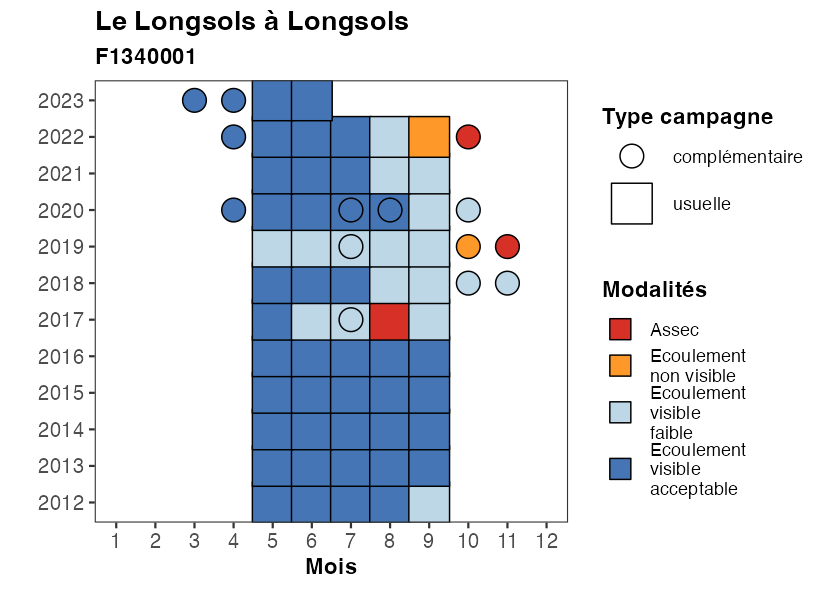 Le Longsols à Longsols
F1340001
2023
2022
2021
2020
2019
2018
2017
2016
2015
2014
2013
2012
1 2 3 4 5 6 7 8 9 10 11 12
Mois
Type campagne
complémentaire
usuelle
Modalités
Assec
Ecoulement
non visible
Ecoulement
visible
faible
Ecoulement
visible
acceptable